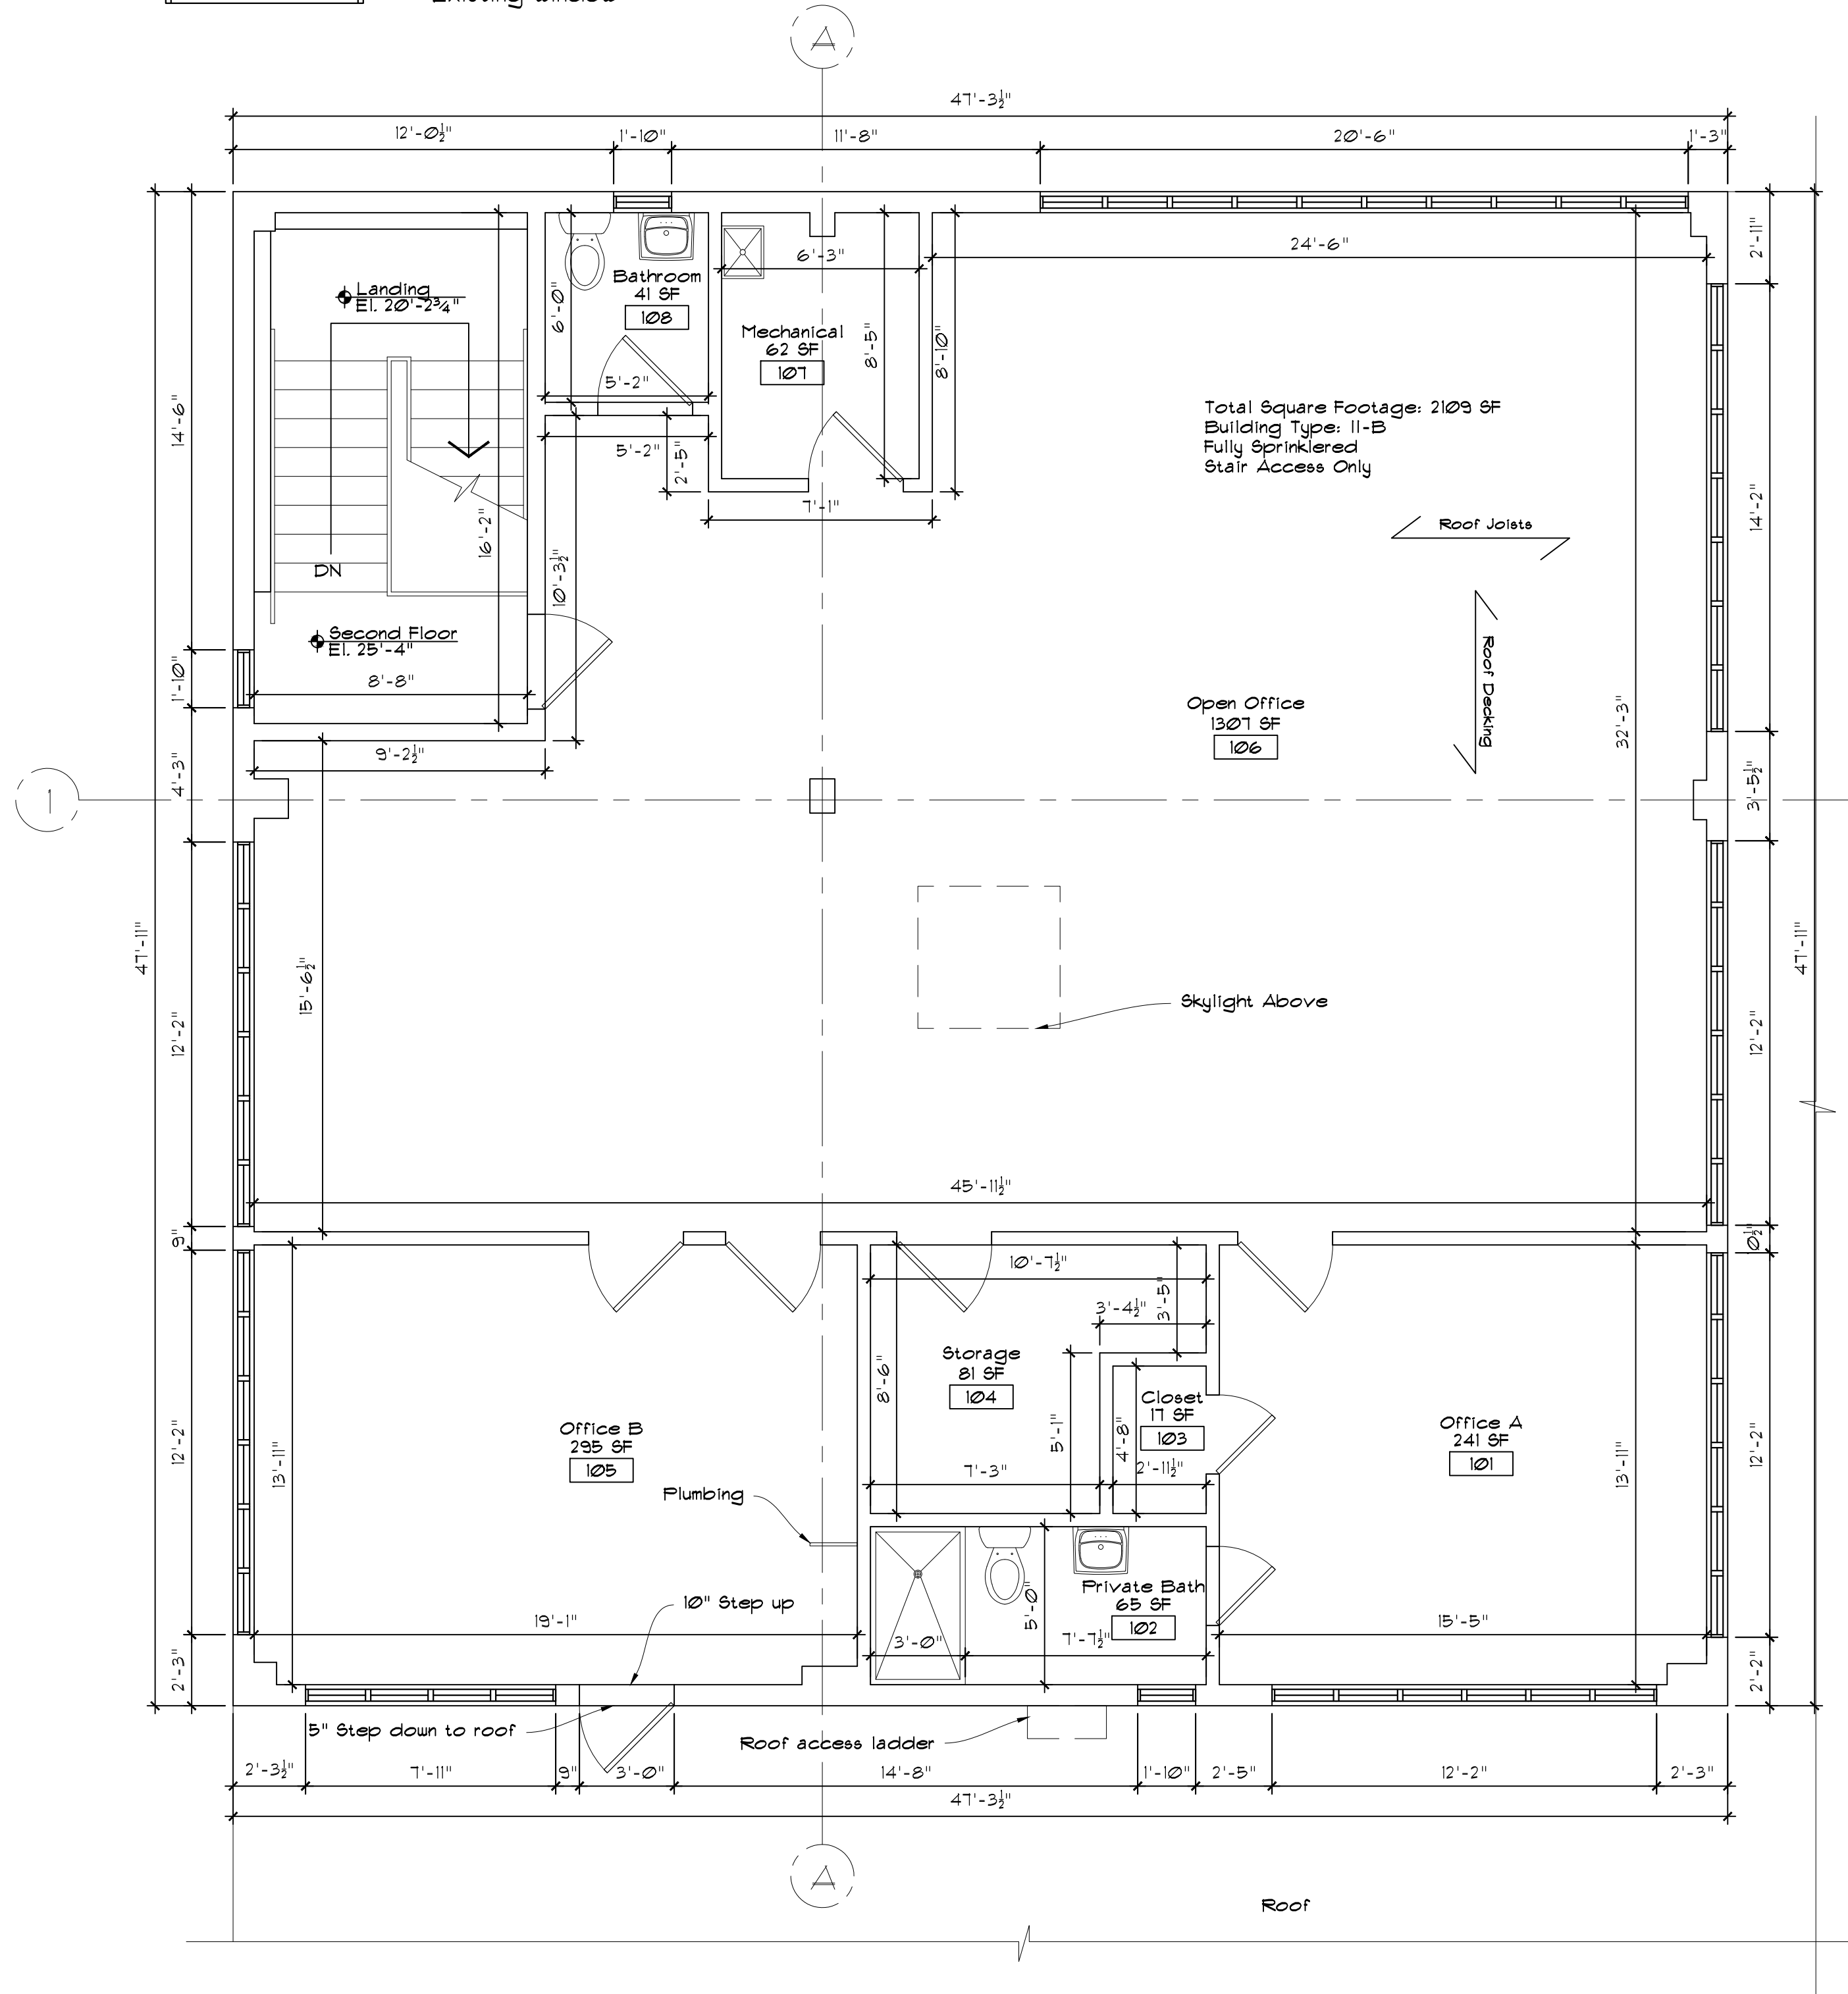 Existing window
A
47'-3½"
12'-0½"
1'-10"
11'-8"
20'-6"
1'-3"
2'-11"
24'-6"
6'-3"
Bathroom
41 SF
108
Landing
El. 20'-2¾"
6'-0"
Mechanical
62 SF
107
8'-5"
8'-10"
5'-2"
14'-6"
Total Square Footage: 2109 SF
Building Type: II-B
Fully Sprinklered
Stair Access Only
5'-2"
2'-5"
7'-1"
14'-2"
Roof Joists
16'-2"
10'-3½"
DN
Second Floor
El. 25'-4"
Roof Decking
1'-10"
8'-8"
Open Office
1307 SF
106
32'-3"
9'-2½"
4'-3"
3'-5½"
1
47'-11"
47'-11"
15'-6½"
Skylight Above
12'-2"
12'-2"
45'-11½"
9"
0½"
10'-7½"
3'-5"
3'-4½"
Storage
81 SF
104
8'-6"
Closet
17 SF
103
5'-1"
4'-8"
Office B
295 SF
105
Office A
241 SF
101
12'-2"
13'-11"
7'-3"
2'-11½"
13'-11"
12'-2"
Plumbing
Private Bath
65 SF
102
5'-0"
10" Step up
19'-1"
3'-0"
7'-7½"
15'-5"
2'-3"
2'-2"
5" Step down to roof
Roof access ladder
2'-3½"
7'-11"
9"
3'-0"
14'-8"
1'-10"
2'-5"
12'-2"
2'-3"
47'-3½"
A
Roof